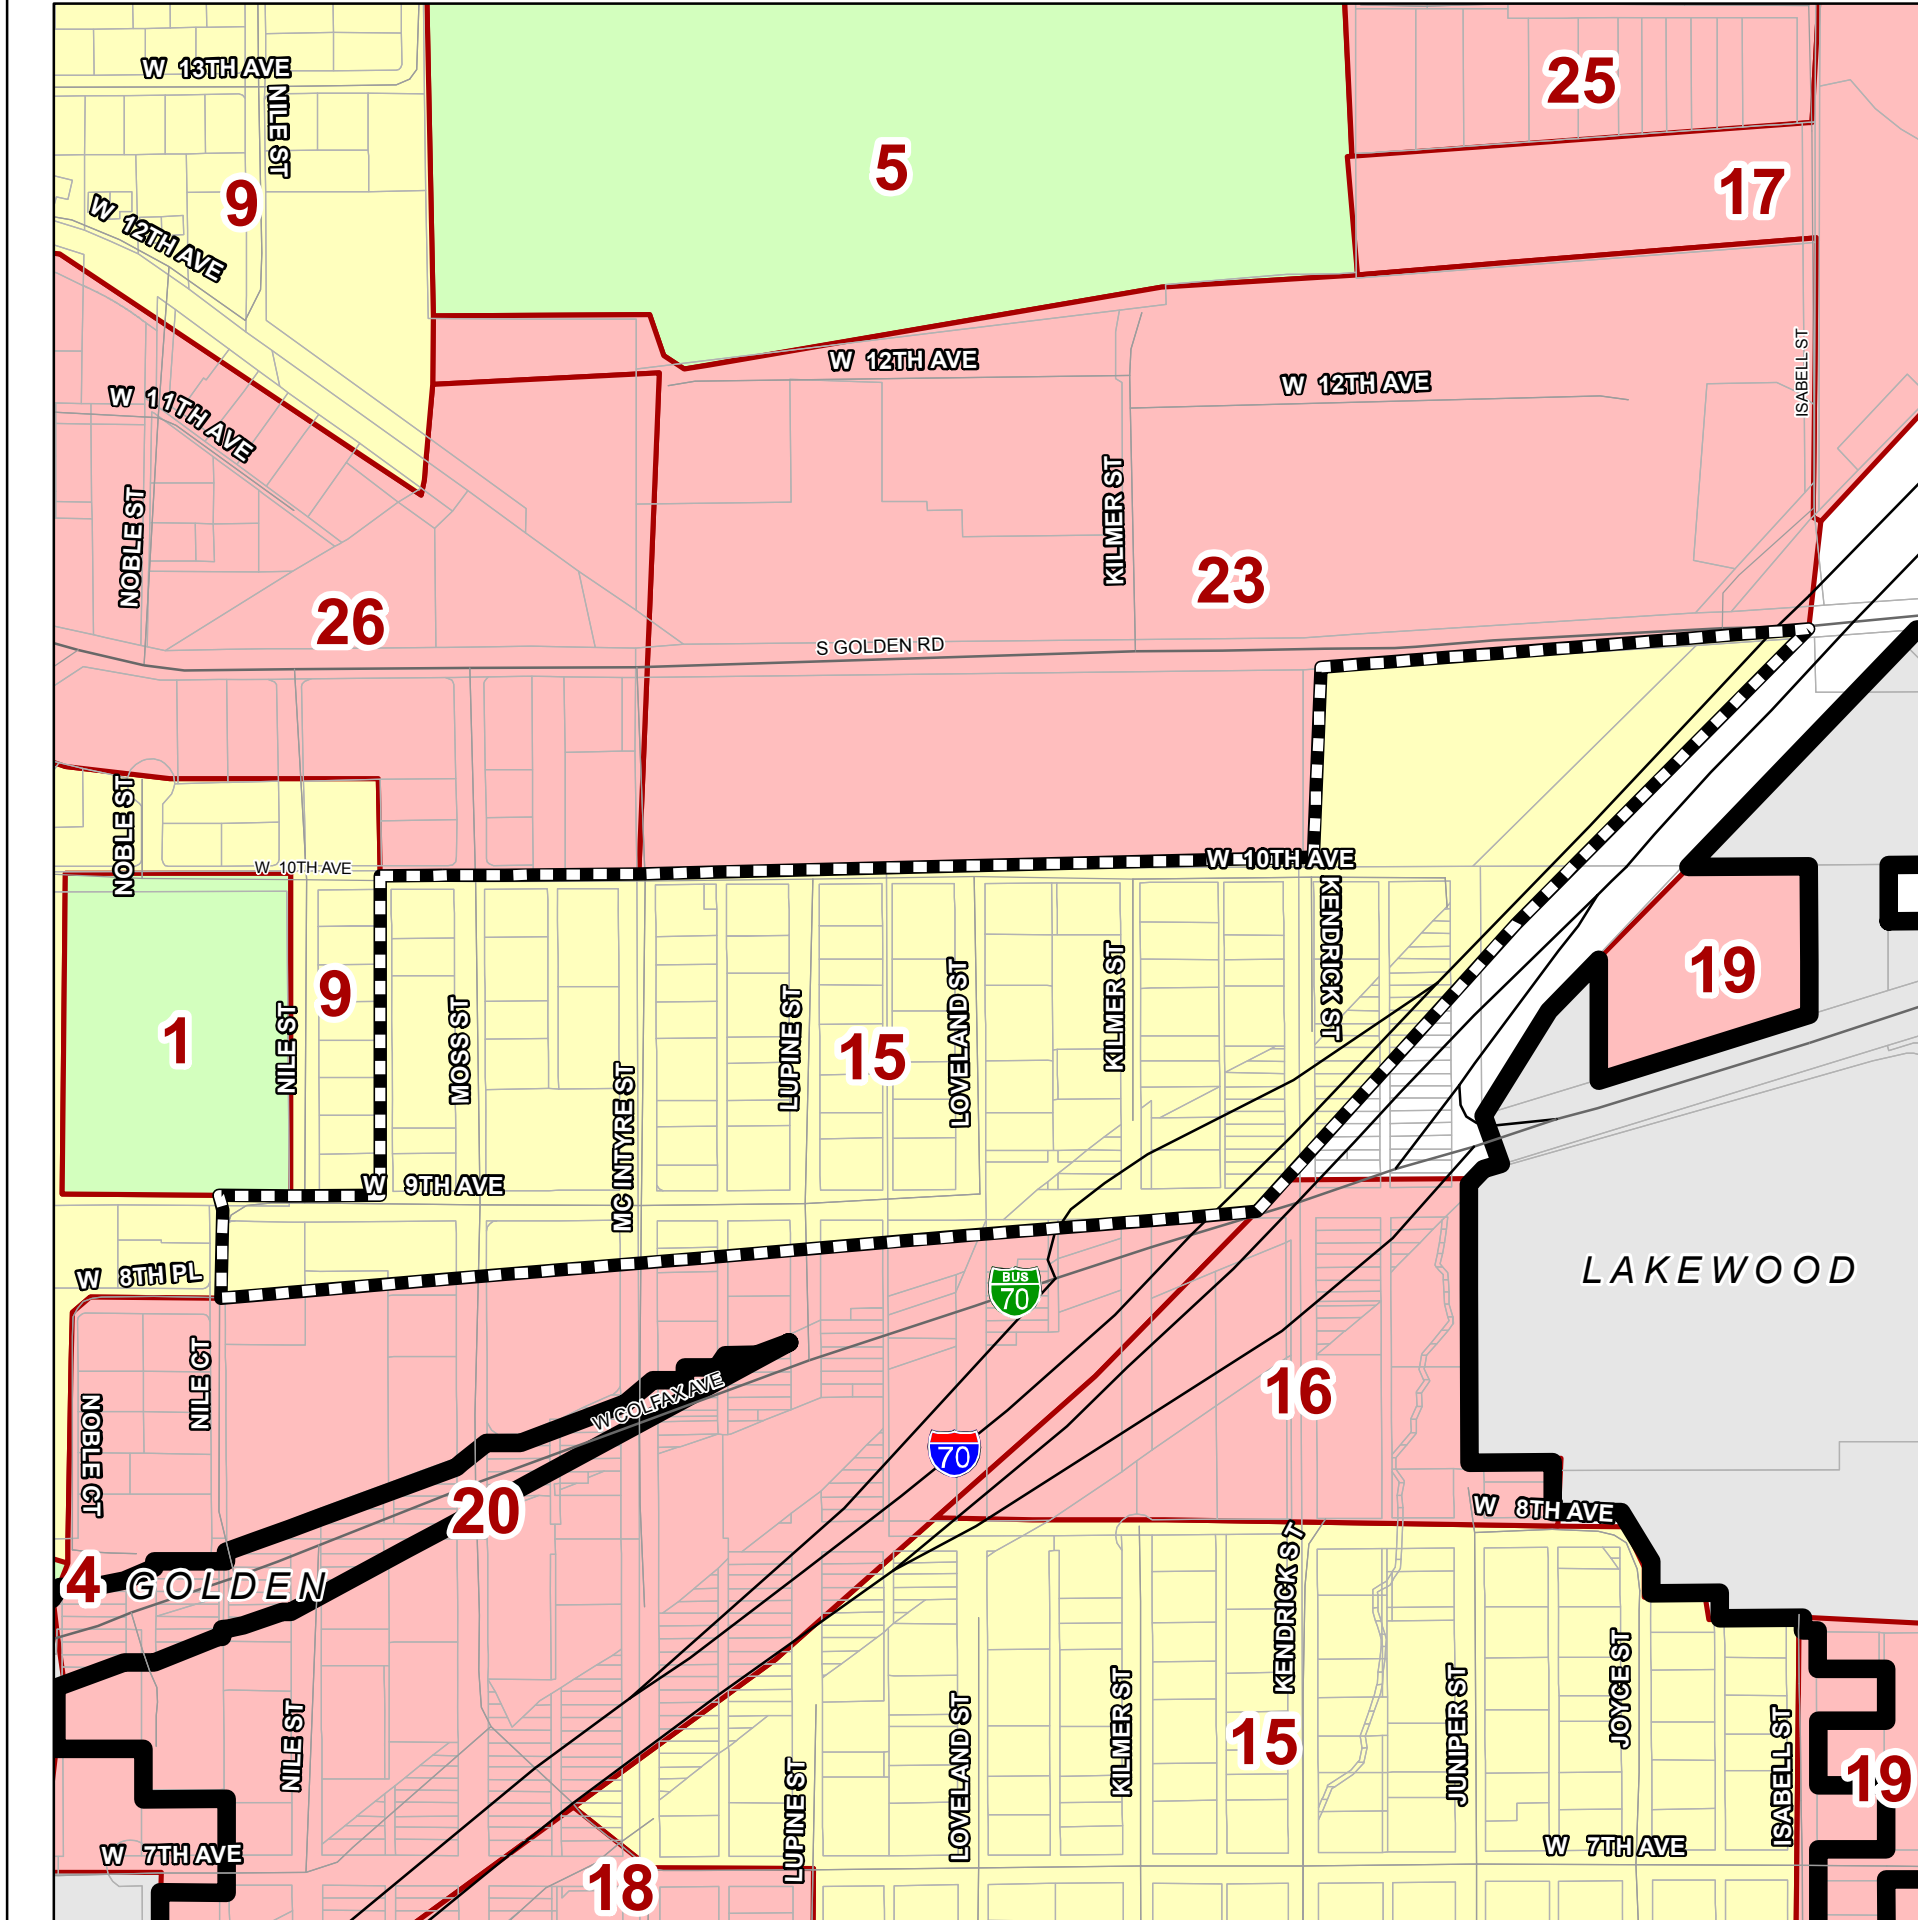 W 13TH AVE
NILE ST
25
5
17
9
W 12TH AVE
W 12TH AVE
W 12TH AVE
ISABELL ST
W 11TH AVE
NOBLE ST
KILMER ST
23
26
S GOLDEN RD
NOBLE ST
W 10TH AVE
W 10TH AVE
KENDRICK ST
19
9
1
NILE ST
MOSS ST
MC INTYRE ST
LUPINE ST
15
LOVELAND ST
KILMER ST
W 9TH AVE
W 8TH PL
LAKEWOOD
BUS
70
NILE CT
NOBLE CT
W COLFAX AVE
16
70
20
W 8TH AVE
4
GOLDEN
KENDRICK ST
NILE ST
LUPINE ST
LOVELAND ST
KILMER ST
15
JUNIPER ST
JOYCE ST
ISABELL ST
19
W 7TH AVE
W 7TH AVE
18